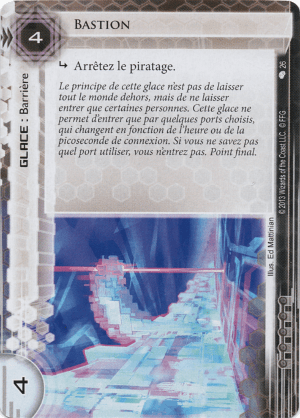 4
Bastion
↳ Arrêtez le piratage.
Le principe de cette glace n'est pas de laisser
tout le monde dehors, mais de ne laisser
entrer que certaines personnes. Cette glace ne
permet d'entrer que par quelques ports choisis,
qui changent en fonction de l'heure ou de la
picoseconde de connexion. Si vous ne savez pas
quel port utiliser, vous n'entrez pas. Point final.
GLACE : Barrière
26
© 2013 Wizards of the Coast LLC. © FFG
Illus. Ed Mattinian
4